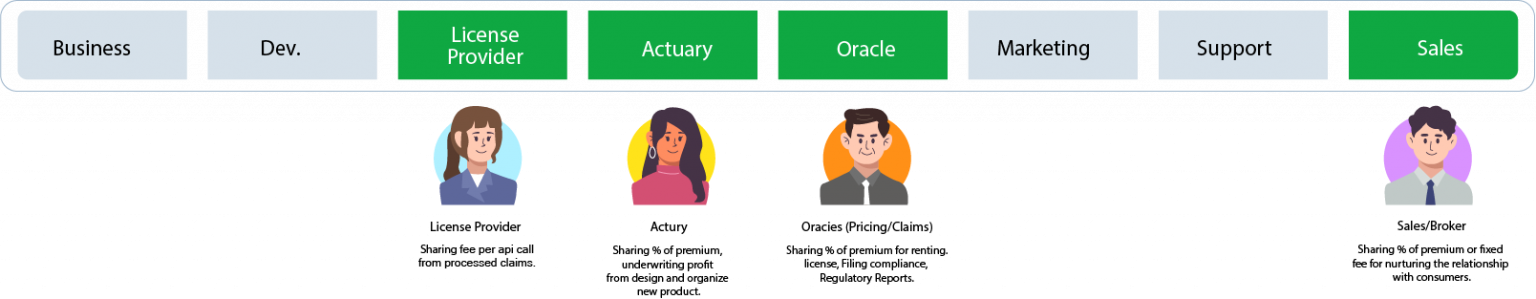 Business
Dev.
License
Provider
Actuary
Oracle
Marketing
Support
Sales
License Provider
Sharing fee per api call
from processed claims.
Actury
Sharing % of premium,
underwriting profit
from design and organize
new product.
Oracies (Pricing/Claims)
Sharing % of premium for renting.
license, Filing compliance,
Regulatory Reports.
Sales/Broker
Sharing % of premium or fixed
fee for nurturing the relationship
with consumers.